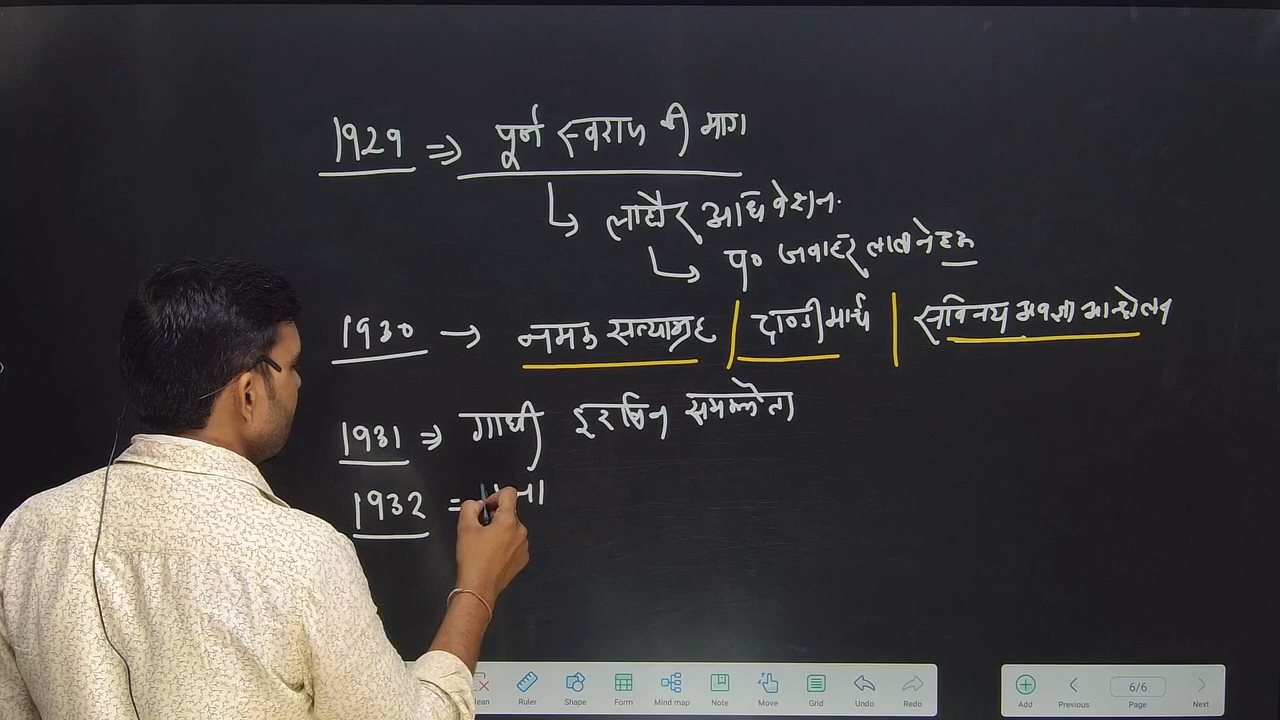 1929 ⇒ पूर्ण स्वराज की मांग
↳ लाहौर अधिवेशन.
↳ पं० जवाहर लाल नेहरू
1930 → नमक सत्याग्रह | दाण्डी मार्च | सविनय अवज्ञा आन्दोलन
1931 ⇒ गांधी इरविन समझौता
1932 =
Ruler Shape Form Mind map Note Move Grid Undo Redo Add Previous 6/6 Page Next